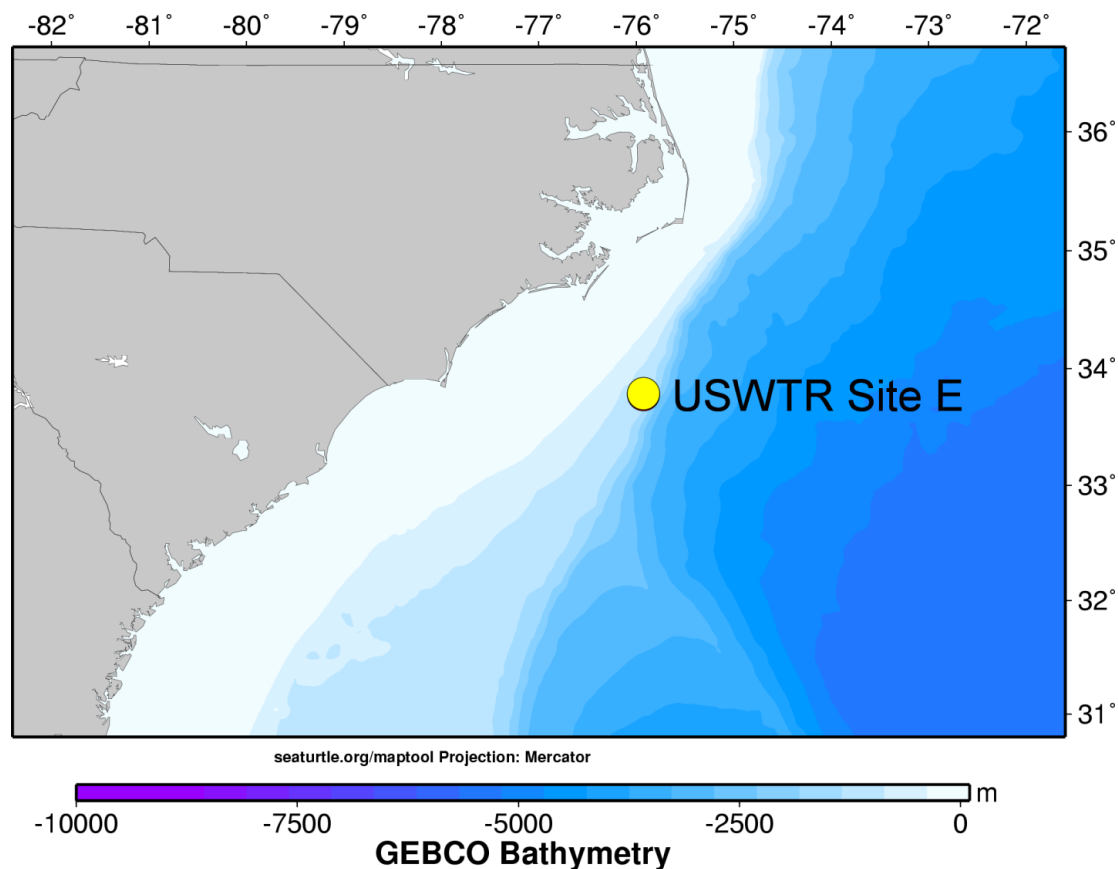 -82˚ -81˚ -80˚ -79˚ -78˚ -77˚ -76˚ -75˚ -74˚ -73˚ -72˚
36˚
35˚
34˚
USWTR Site E
33˚
32˚
31˚
seaturtle.org/maptool Projection: Mercator
m
-10000 -7500 -5000 -2500 0
GEBCO Bathymetry